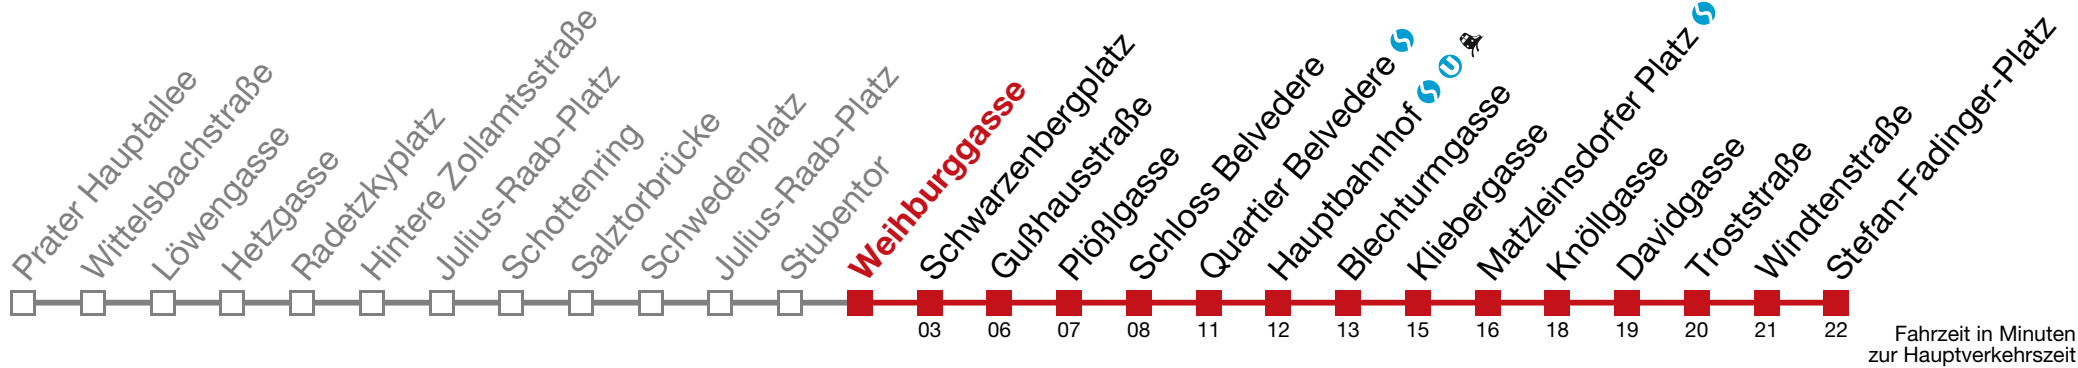 Prater Hauptallee
Wittelsbachstraße
Löwengasse
Hetzgasse
Radetzkyplatz
Hintere Zollamtsstraße
Julius-Raab-Platz
Schottenring
Salztorbrücke
Schwedenplatz
Julius-Raab-Platz
Stubentor
Weihburggasse
Schwarzenbergplatz
Gußhausstraße
Plößlgasse
Schloss Belvedere
Quartier Belvedere S
Hauptbahnhof S U
Blechturmgasse
Kliebergasse
Matzleinsdorfer Platz S
Knöllgasse
Davidgasse
Troststraße
Windtenstraße
Stefan-Fadinger-Platz
03 06 07 08 11 12 13 15 16 18 19 20 21 22
Fahrzeit in Minuten
zur Hauptverkehrszeit